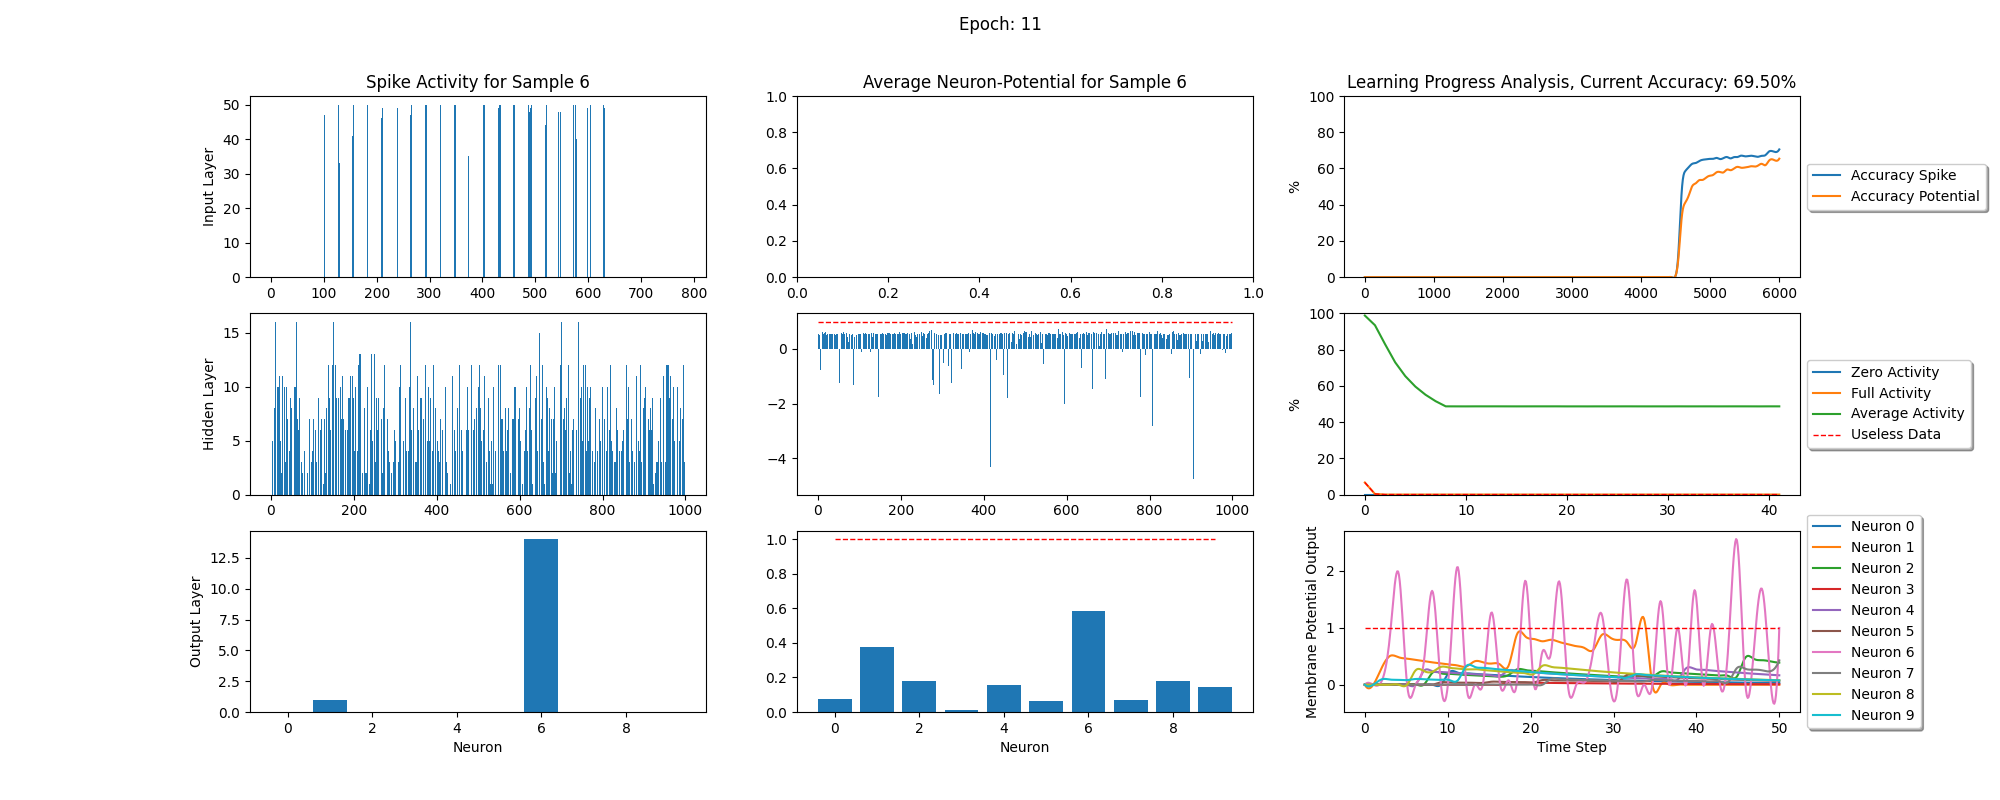 Epoch: 11
Spike Activity for Sample 6
Average Neuron-Potential for Sample 6
Learning Progress Analysis, Current Accuracy: 69.50%
Input Layer
50
40
30
20
10
0
0 100 200 300 400 500 600 700 800
1.0
0.8
0.6
0.4
0.2
0.0
0.0 0.2 0.4 0.6 0.8 1.0
%
100
80
60
40
20
0
0 1000 2000 3000 4000 5000 6000
Accuracy Spike
Accuracy Potential
Hidden Layer
15
10
5
0
0 200 400 600 800 1000
0
−2
−4
0 200 400 600 800 1000
%
100
80
60
40
20
0
0 10 20 30 40
Zero Activity
Full Activity
Average Activity
Useless Data
Output Layer
12.5
10.0
7.5
5.0
2.5
0.0
0 2 4 6 8
Neuron
1.0
0.8
0.6
0.4
0.2
0.0
0 2 4 6 8
Neuron
Membrane Potential Output
2
1
0
0 10 20 30 40 50
Time Step
Neuron 0
Neuron 1
Neuron 2
Neuron 3
Neuron 4
Neuron 5
Neuron 6
Neuron 7
Neuron 8
Neuron 9